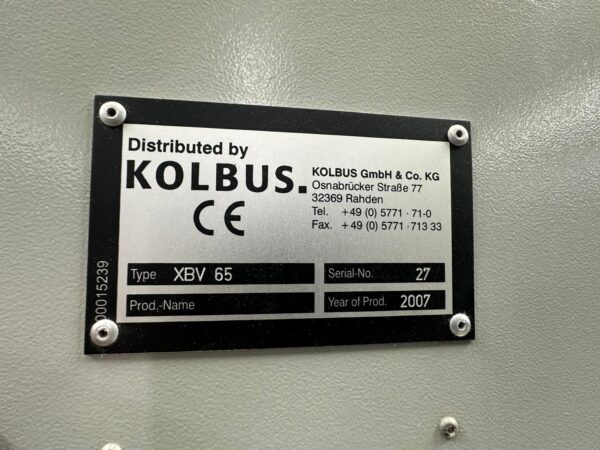 Distributed by
KOLBUS.
CE
KOLBUS GmbH & Co. KG
Osnabrücker Straße 77
32369 Rahden
Tel. +49 (0) 5771 · 71-0
Fax. +49 (0) 5771 · 713 33
Type XBV 65
Serial-No. 27
Prod.-Name
Year of Prod. 2007
00015239